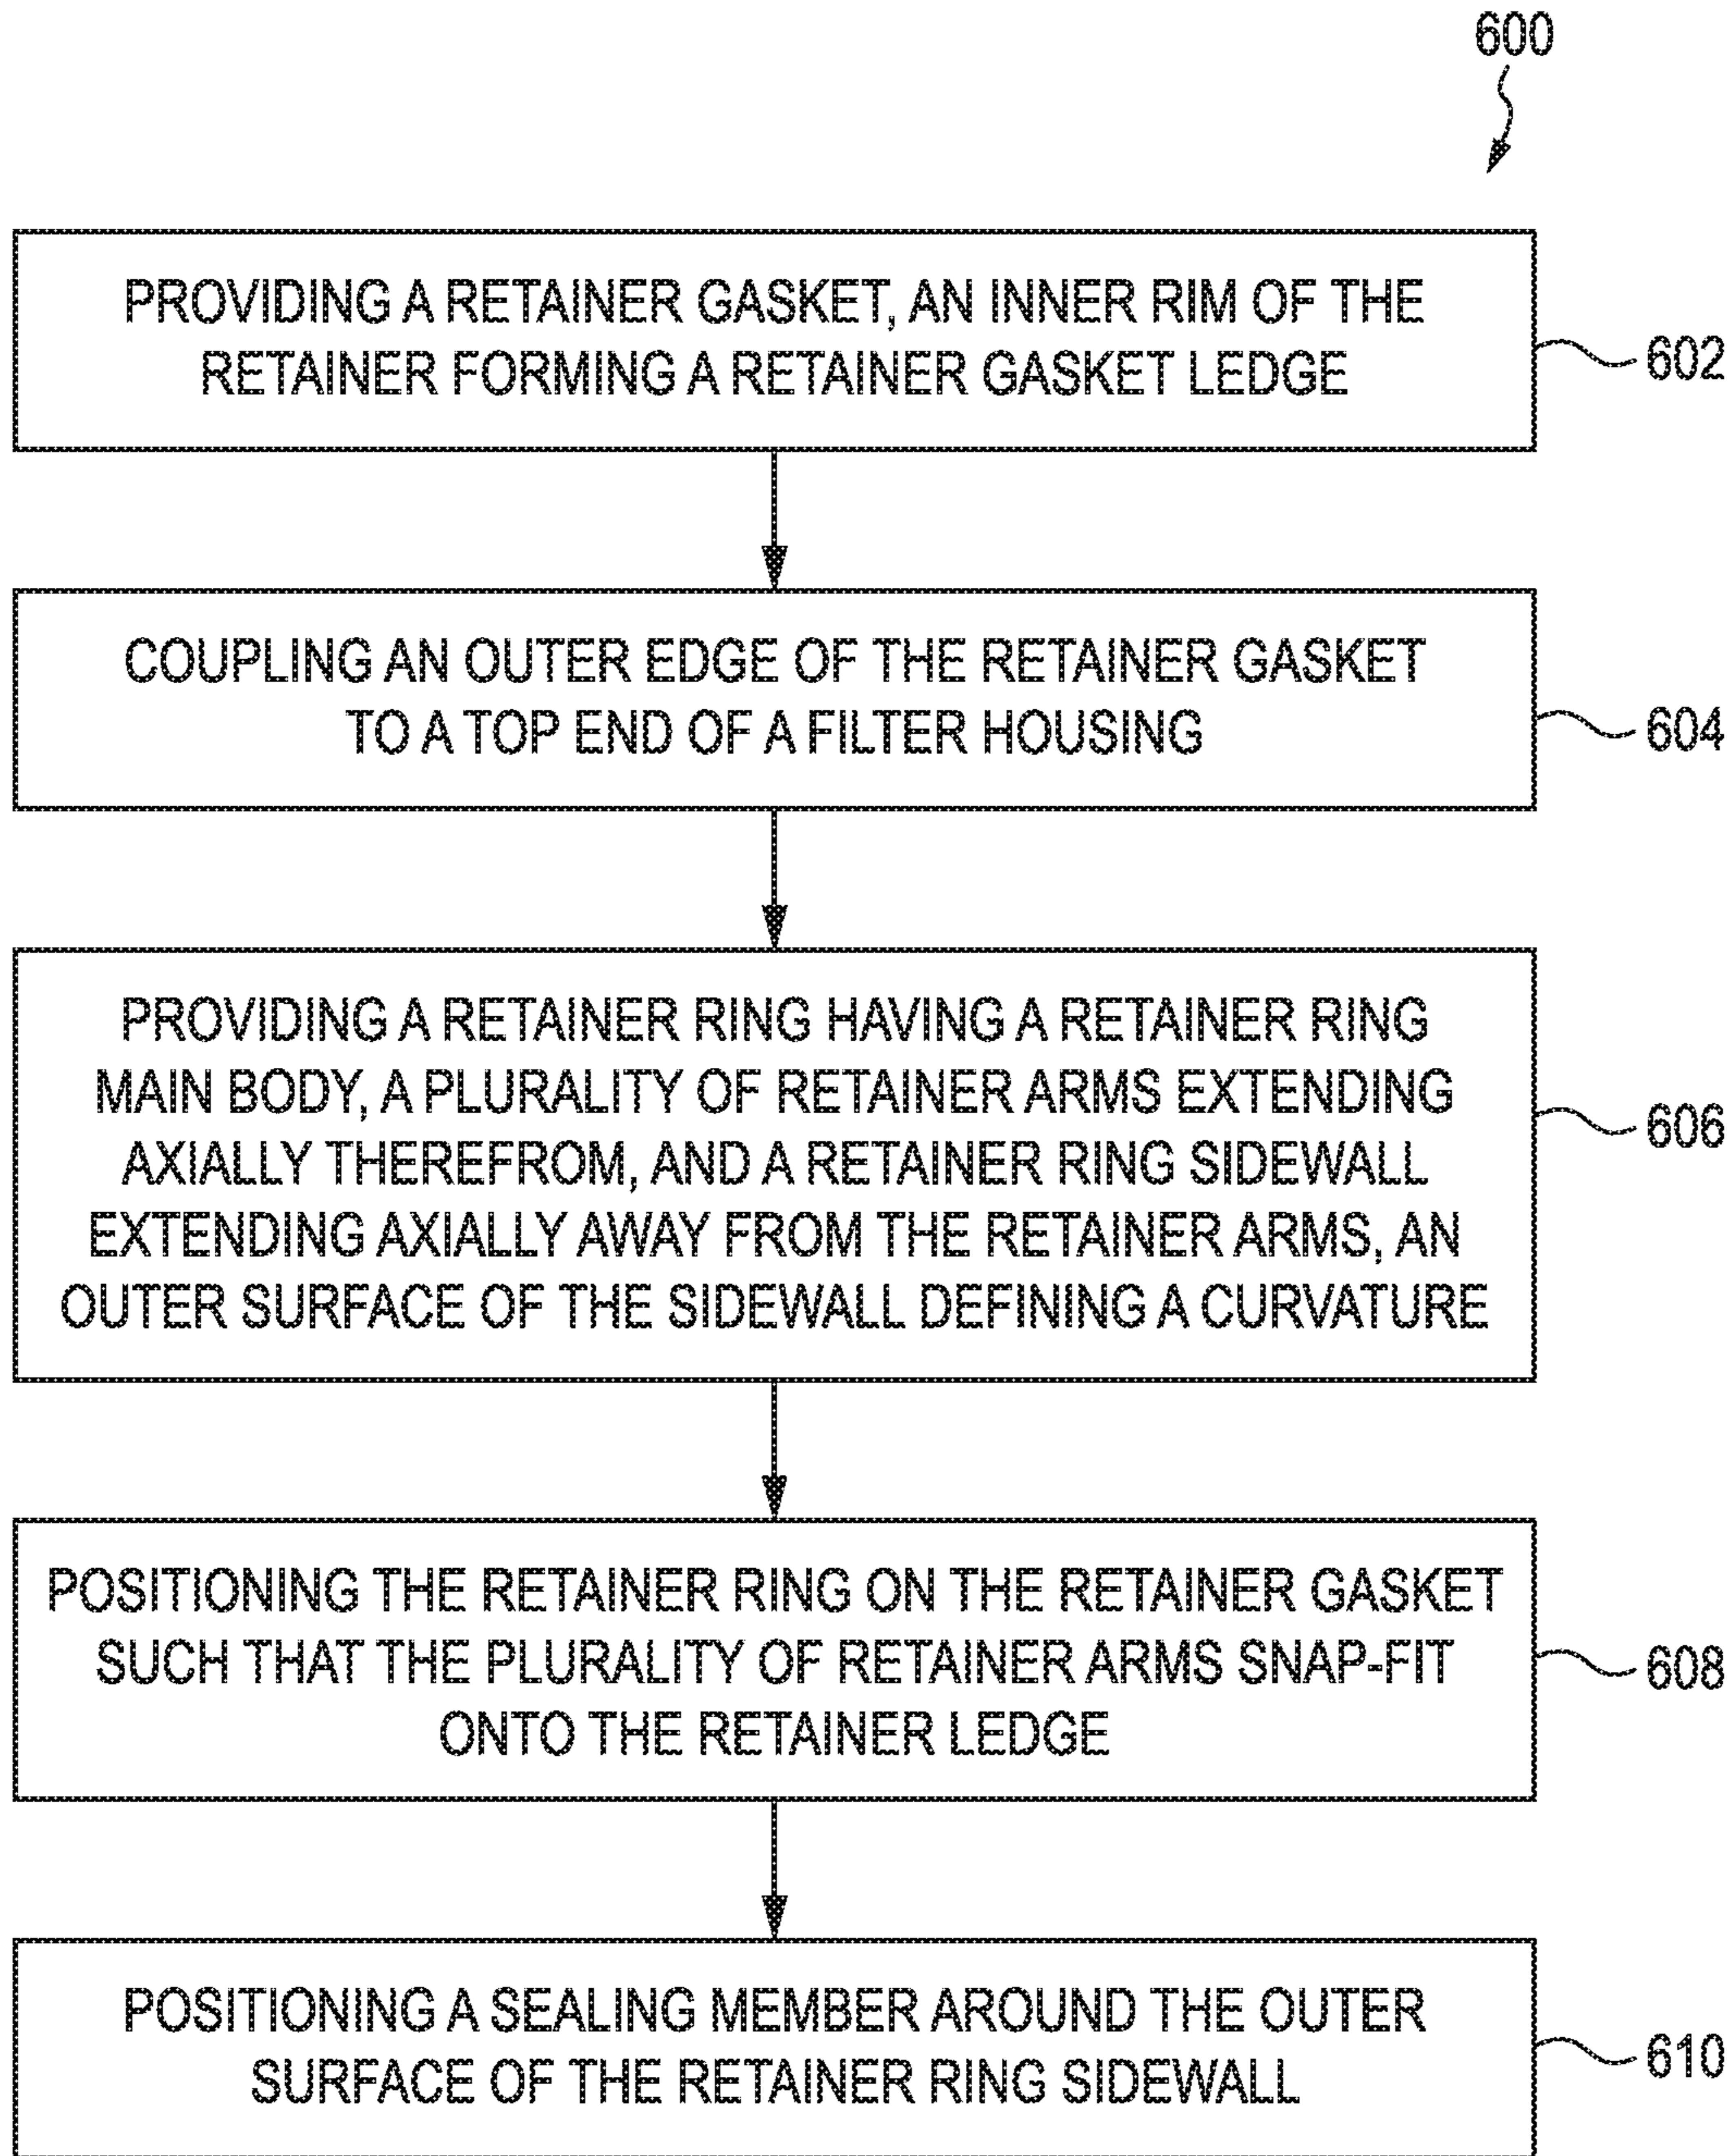 600
PROVIDING A RETAINER GASKET, AN INNER RIM OF THE
RETAINER FORMING A RETAINER GASKET LEDGE
602
COUPLING AN OUTER EDGE OF THE RETAINER GASKET
TO A TOP END OF A FILTER HOUSING
604
PROVIDING A RETAINER RING HAVING A RETAINER RING
MAIN BODY, A PLURALITY OF RETAINER ARMS EXTENDING
AXIALLY THEREFROM, AND A RETAINER RING SIDEWALL
EXTENDING AXIALLY AWAY FROM THE RETAINER ARMS, AN
OUTER SURFACE OF THE SIDEWALL DEFINING A CURVATURE
606
POSITIONING THE RETAINER RING ON THE RETAINER GASKET
SUCH THAT THE PLURALITY OF RETAINER ARMS SNAP-FIT
ONTO THE RETAINER LEDGE
608
POSITIONING A SEALING MEMBER AROUND THE OUTER
SURFACE OF THE RETAINER RING SIDEWALL
610